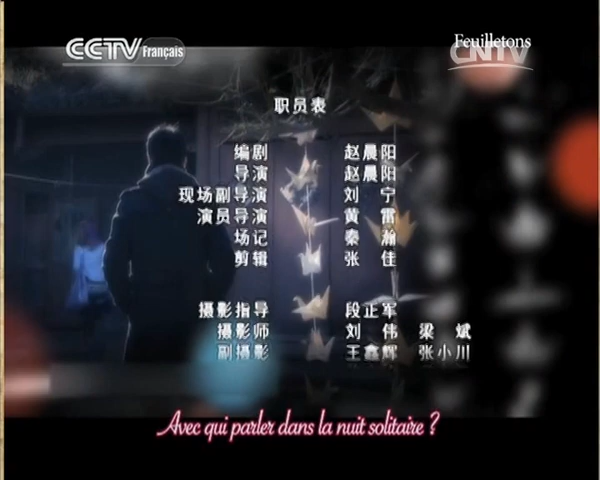 CCTV Français
Feuilletons
CNTV
职员表
编剧 赵晨阳
导演 赵晨阳
现场副导演 刘 宁
演员导演 黄 雷
场记 秦 瀚
剪辑 张 佳
摄影指导 段正军
摄影师 刘 伟 梁 斌
副摄影 王鑫辉 张小川
Avec qui parler dans la nuit solitaire ?